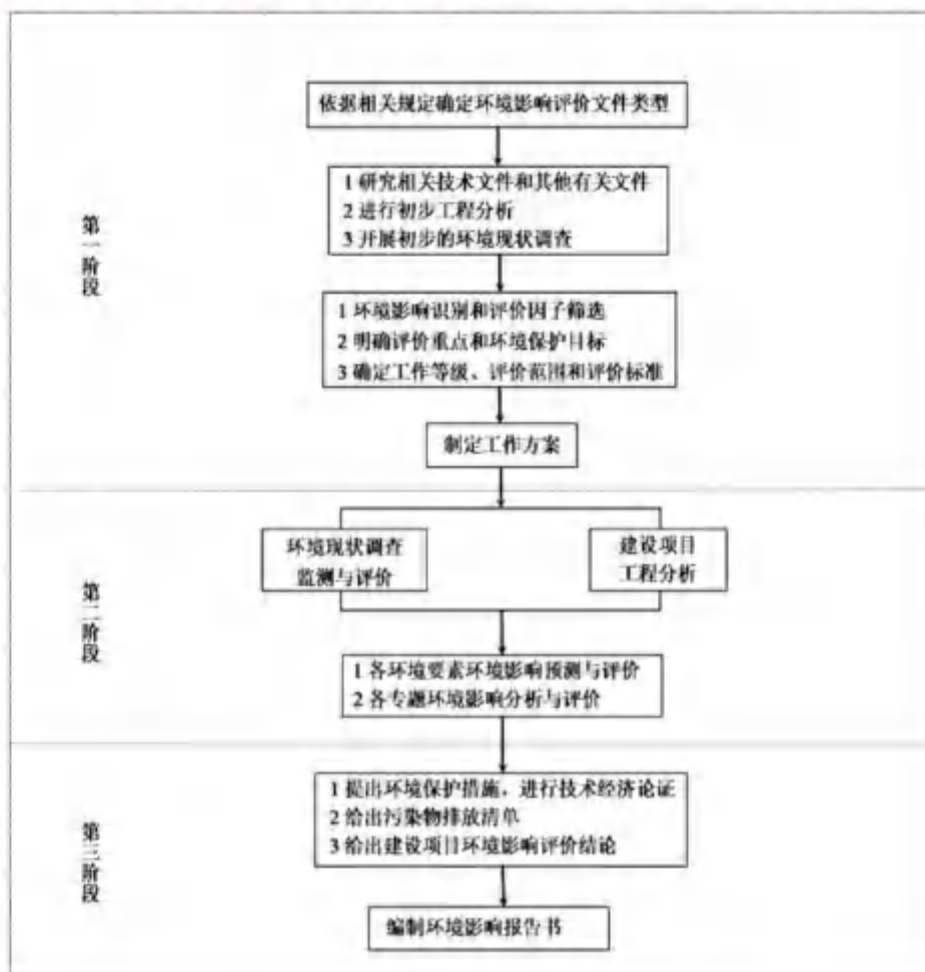 依据相关规定确定环境影响评价文件类型
1 研究相关技术文件和其他有关文件
2 进行初步工程分析
3 开展初步的环境现状调查
第一阶段
1 环境影响识别和评价因子筛选
2 明确评价重点和环境保护目标
3 确定工作等级、评价范围和评价标准
制定工作方案
环境现状调查
监测与评价
建设项目
工程分析
第二阶段
1 各环境要素环境影响预测与评价
2 各专题环境影响分析与评价
1 提出环境保护措施，进行技术经济论证
2 给出污染物排放清单
3 给出建设项目环境影响评价结论
第三阶段
编制环境影响报告书